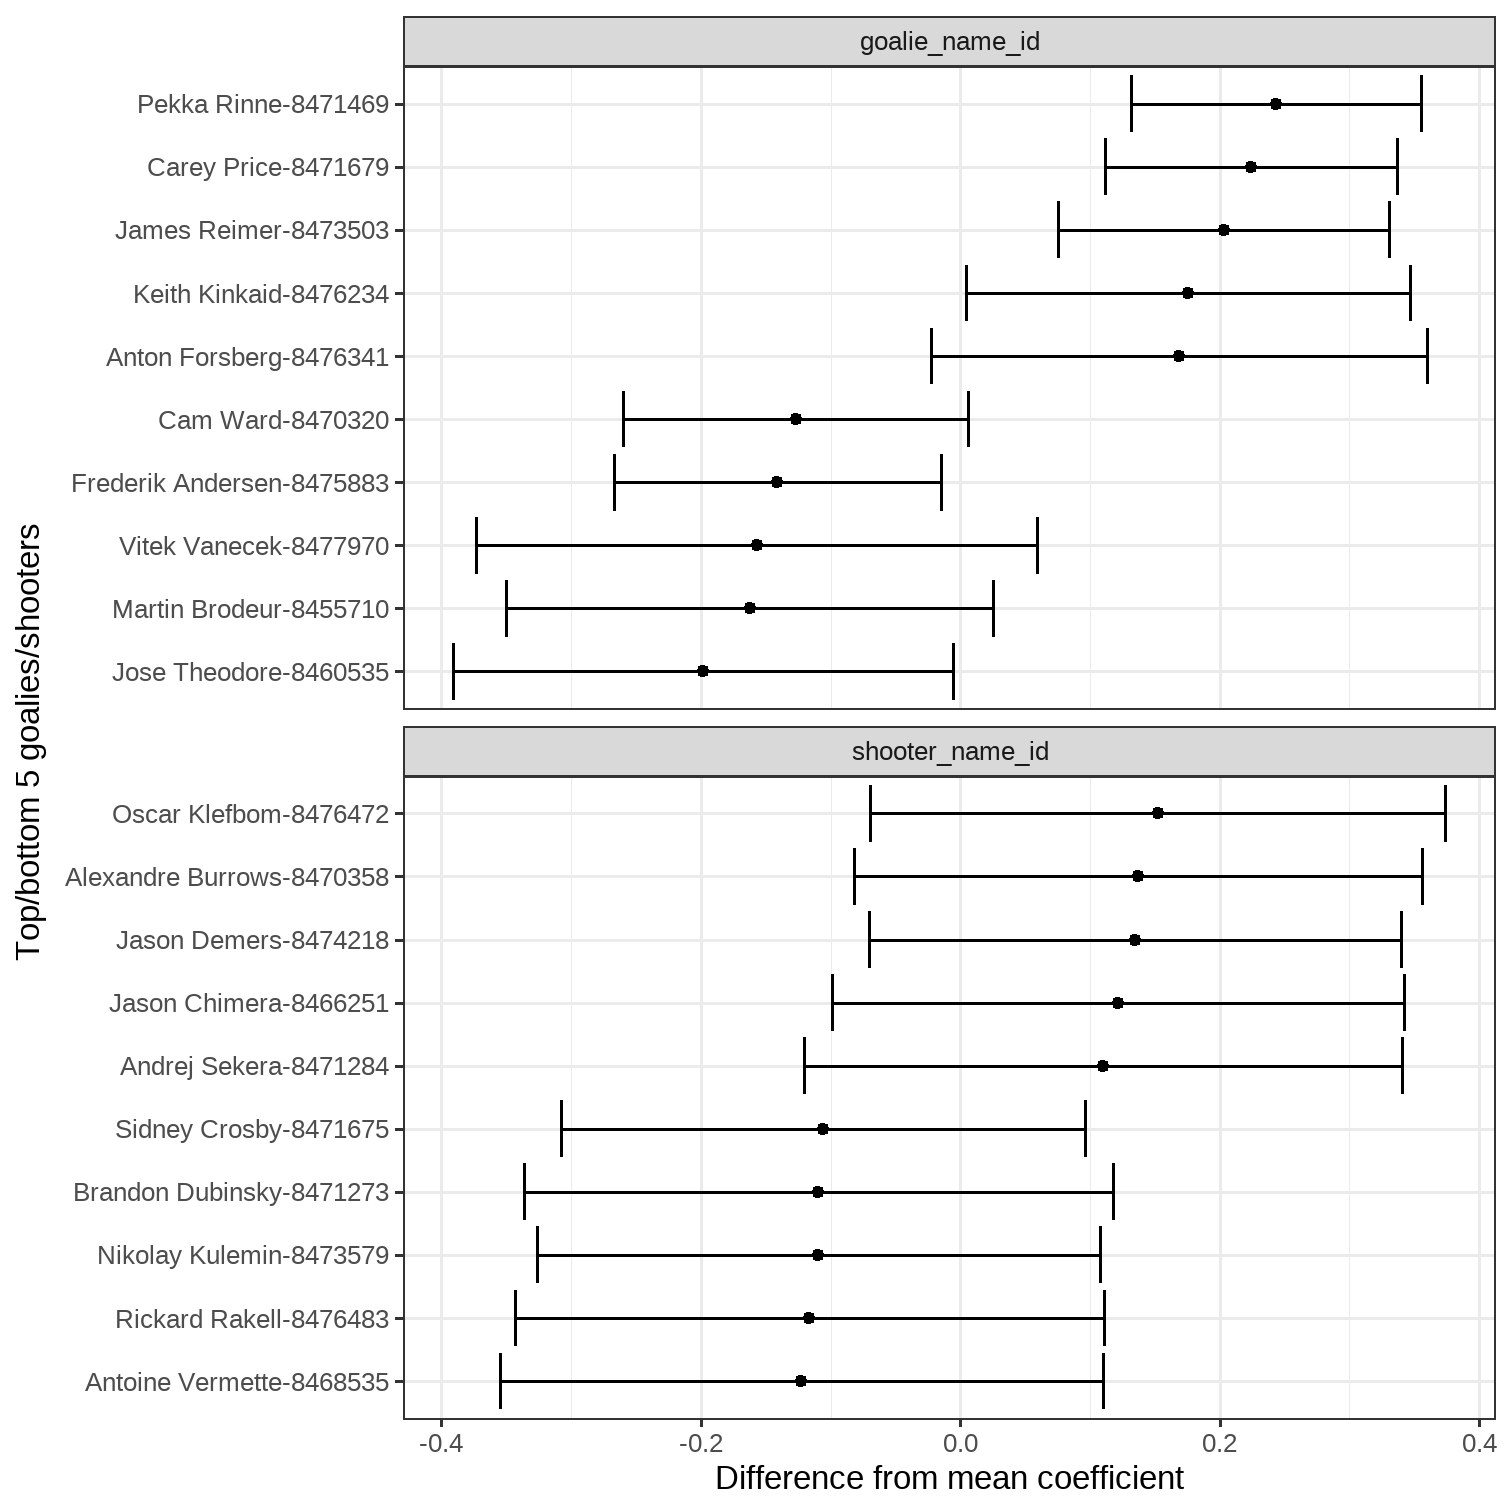 goalie_name_id
Pekka Rinne-8471469
Carey Price-8471679
James Reimer-8473503
Keith Kinkaid-8476234
Anton Forsberg-8476341
Cam Ward-8470320
Frederik Andersen-8475883
Vitek Vanecek-8477970
Martin Brodeur-8455710
Jose Theodore-8460535
Top/bottom 5 goalies/shooters
shooter_name_id
Oscar Klefbom-8476472
Alexandre Burrows-8470358
Jason Demers-8474218
Jason Chimera-8466251
Andrej Sekera-8471284
Sidney Crosby-8471675
Brandon Dubinsky-8471273
Nikolay Kulemin-8473579
Rickard Rakell-8476483
Antoine Vermette-8468535
-0.4 -0.2 0.0 0.2 0.4
Difference from mean coefficient